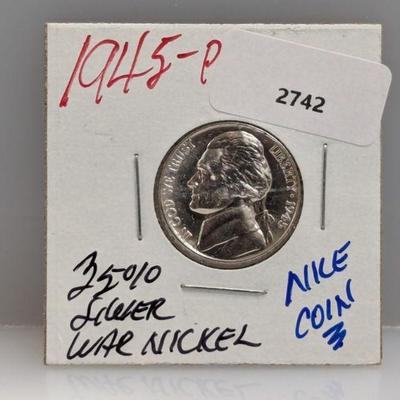 1945-P
2742
IN GOD WE TRUST
LIBERTY 1945
35%
SILVER
WAR NICKEL
NICE
COIN